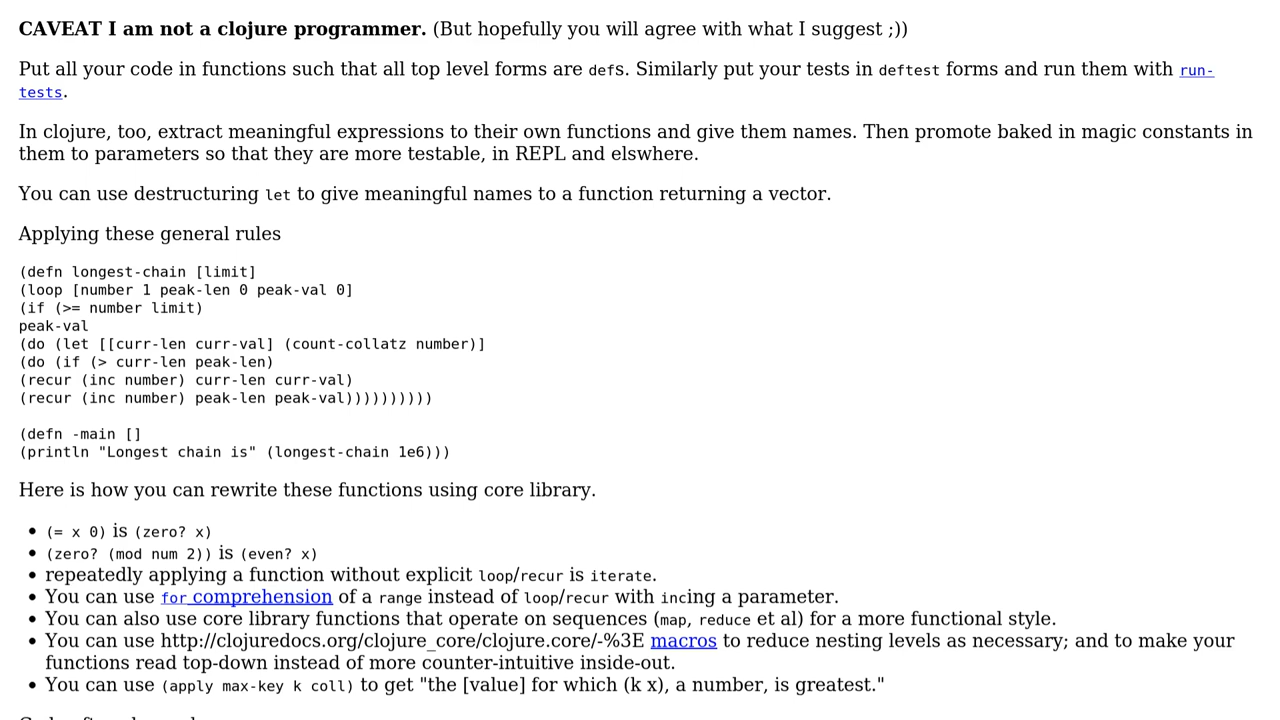 CAVEAT I am not a clojure programmer. (But hopefully you will agree with what I suggest ;))
Put all your code in functions such that all top level forms are defs. Similarly put your tests in deftest forms and run them with run-
tests.
In clojure, too, extract meaningful expressions to their own functions and give them names. Then promote baked in magic constants in
them to parameters so that they are more testable, in REPL and elswhere.
You can use destructuring let to give meaningful names to a function returning a vector.
Applying these general rules
(defn longest-chain [limit]
(loop [number 1 peak-len 0 peak-val 0]
(if (>= number limit)
peak-val
(do (let [[curr-len curr-val] (count-collatz number)]
(do (if (> curr-len peak-len)
(recur (inc number) curr-len curr-val)
(recur (inc number) peak-len peak-val))))))))))
(defn -main []
(println "Longest chain is" (longest-chain 1e6)))
Here is how you can rewrite these functions using core library.
• (= x 0) is (zero? x)
• (zero? (mod num 2)) is (even? x)
• repeatedly applying a function without explicit loop/recur is iterate.
• You can use for comprehension of a range instead of loop/recur with incing a parameter.
• You can also use core library functions that operate on sequences (map, reduce et al) for a more functional style.
• You can use http://clojuredocs.org/clojure_core/clojure.core/-%3E macros to reduce nesting levels as necessary; and to make your
functions read top-down instead of more counter-intuitive inside-out.
• You can use (apply max-key k coll) to get "the [value] for which (k x), a number, is greatest."